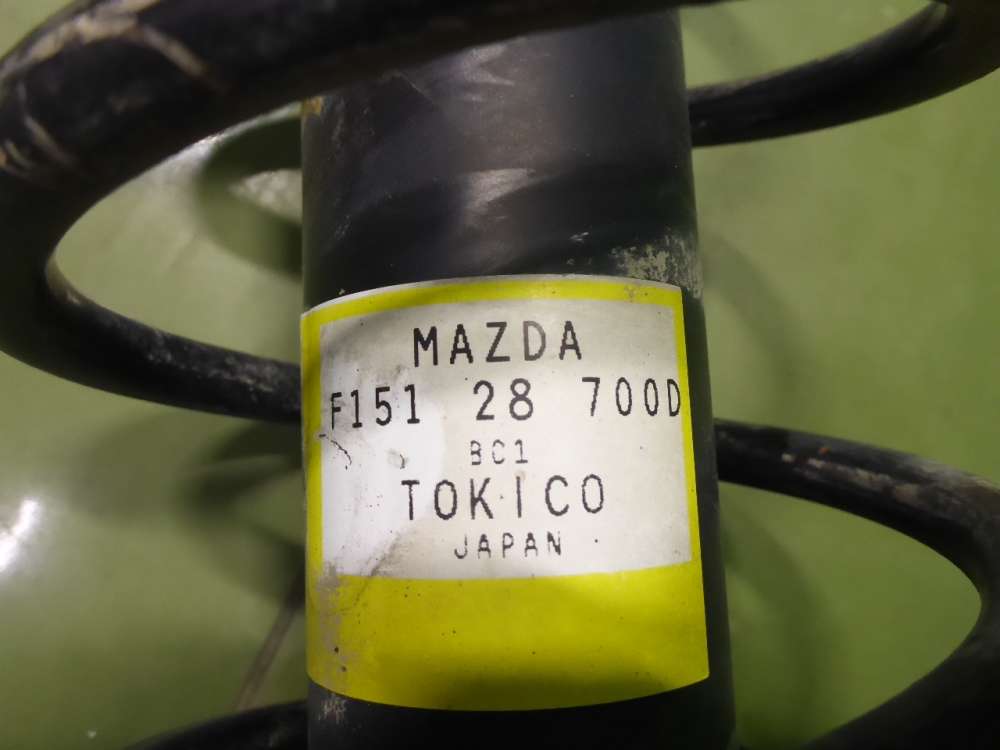 MAZDA
F151 28 700D
BC1
TOKICO
JAPAN